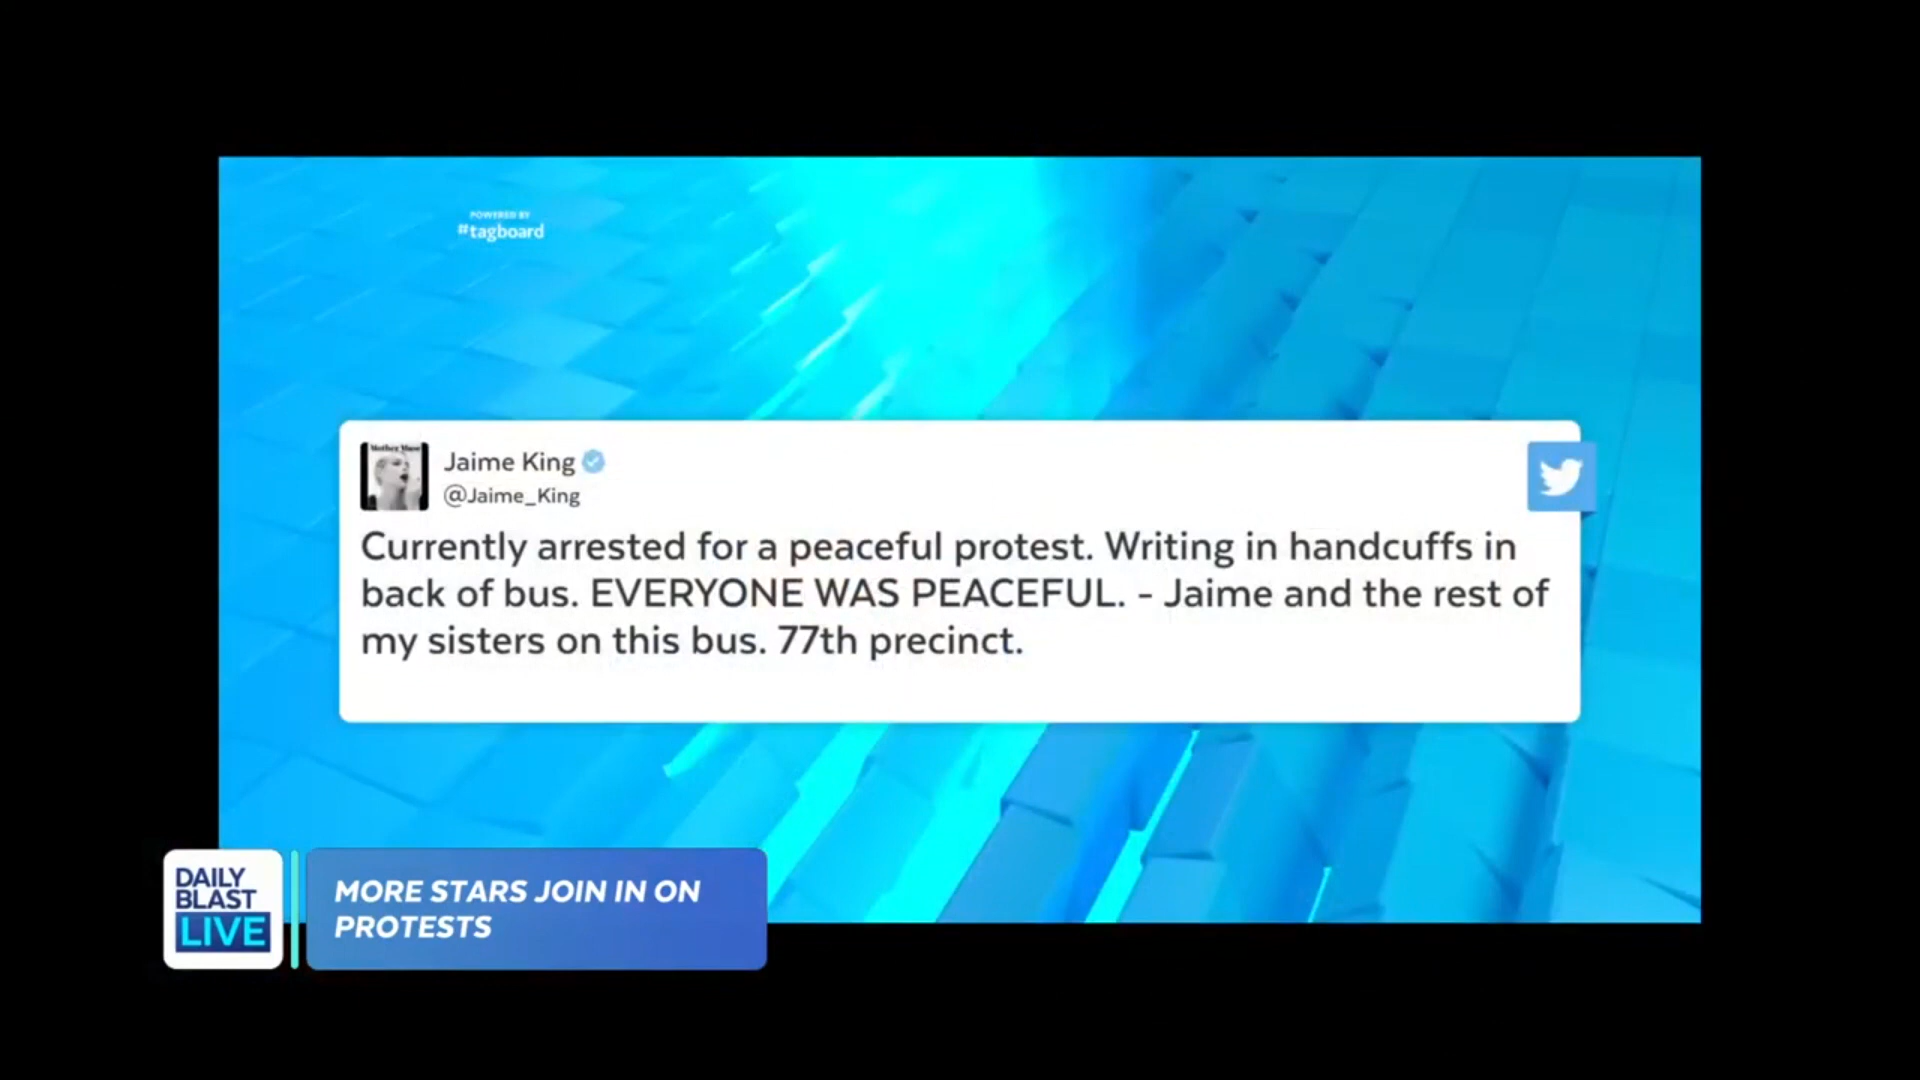 POWERED BY
#tagboard
Mother Muse
Jaime King
@Jaime_King
Currently arrested for a peaceful protest. Writing in handcuffs in
back of bus. EVERYONE WAS PEACEFUL. - Jaime and the rest of
my sisters on this bus. 77th precinct.
DAILY
BLAST
LIVE
MORE STARS JOIN IN ON
PROTESTS